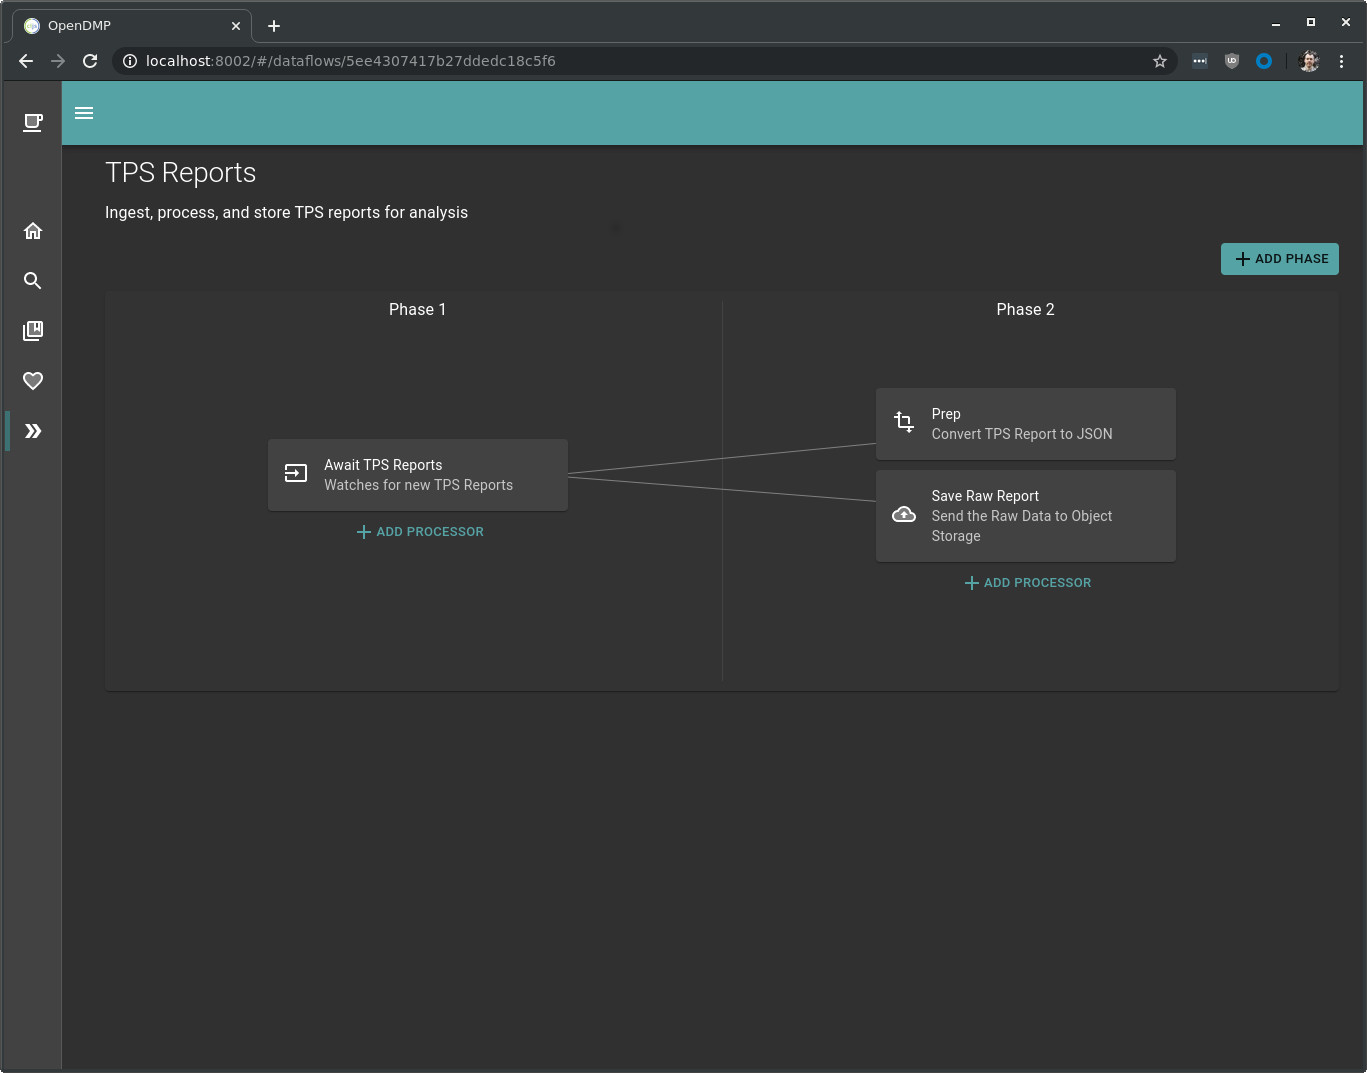 OpenDMP
localhost:8002/#/dataflows/5ee4307417b27ddedc18c5f6
TPS Reports
Ingest, process, and store TPS reports for analysis
ADD PHASE
Phase 1
Phase 2
Await TPS Reports
Watches for new TPS Reports
ADD PROCESSOR
Prep
Convert TPS Report to JSON
Save Raw Report
Send the Raw Data to Object
Storage
ADD PROCESSOR